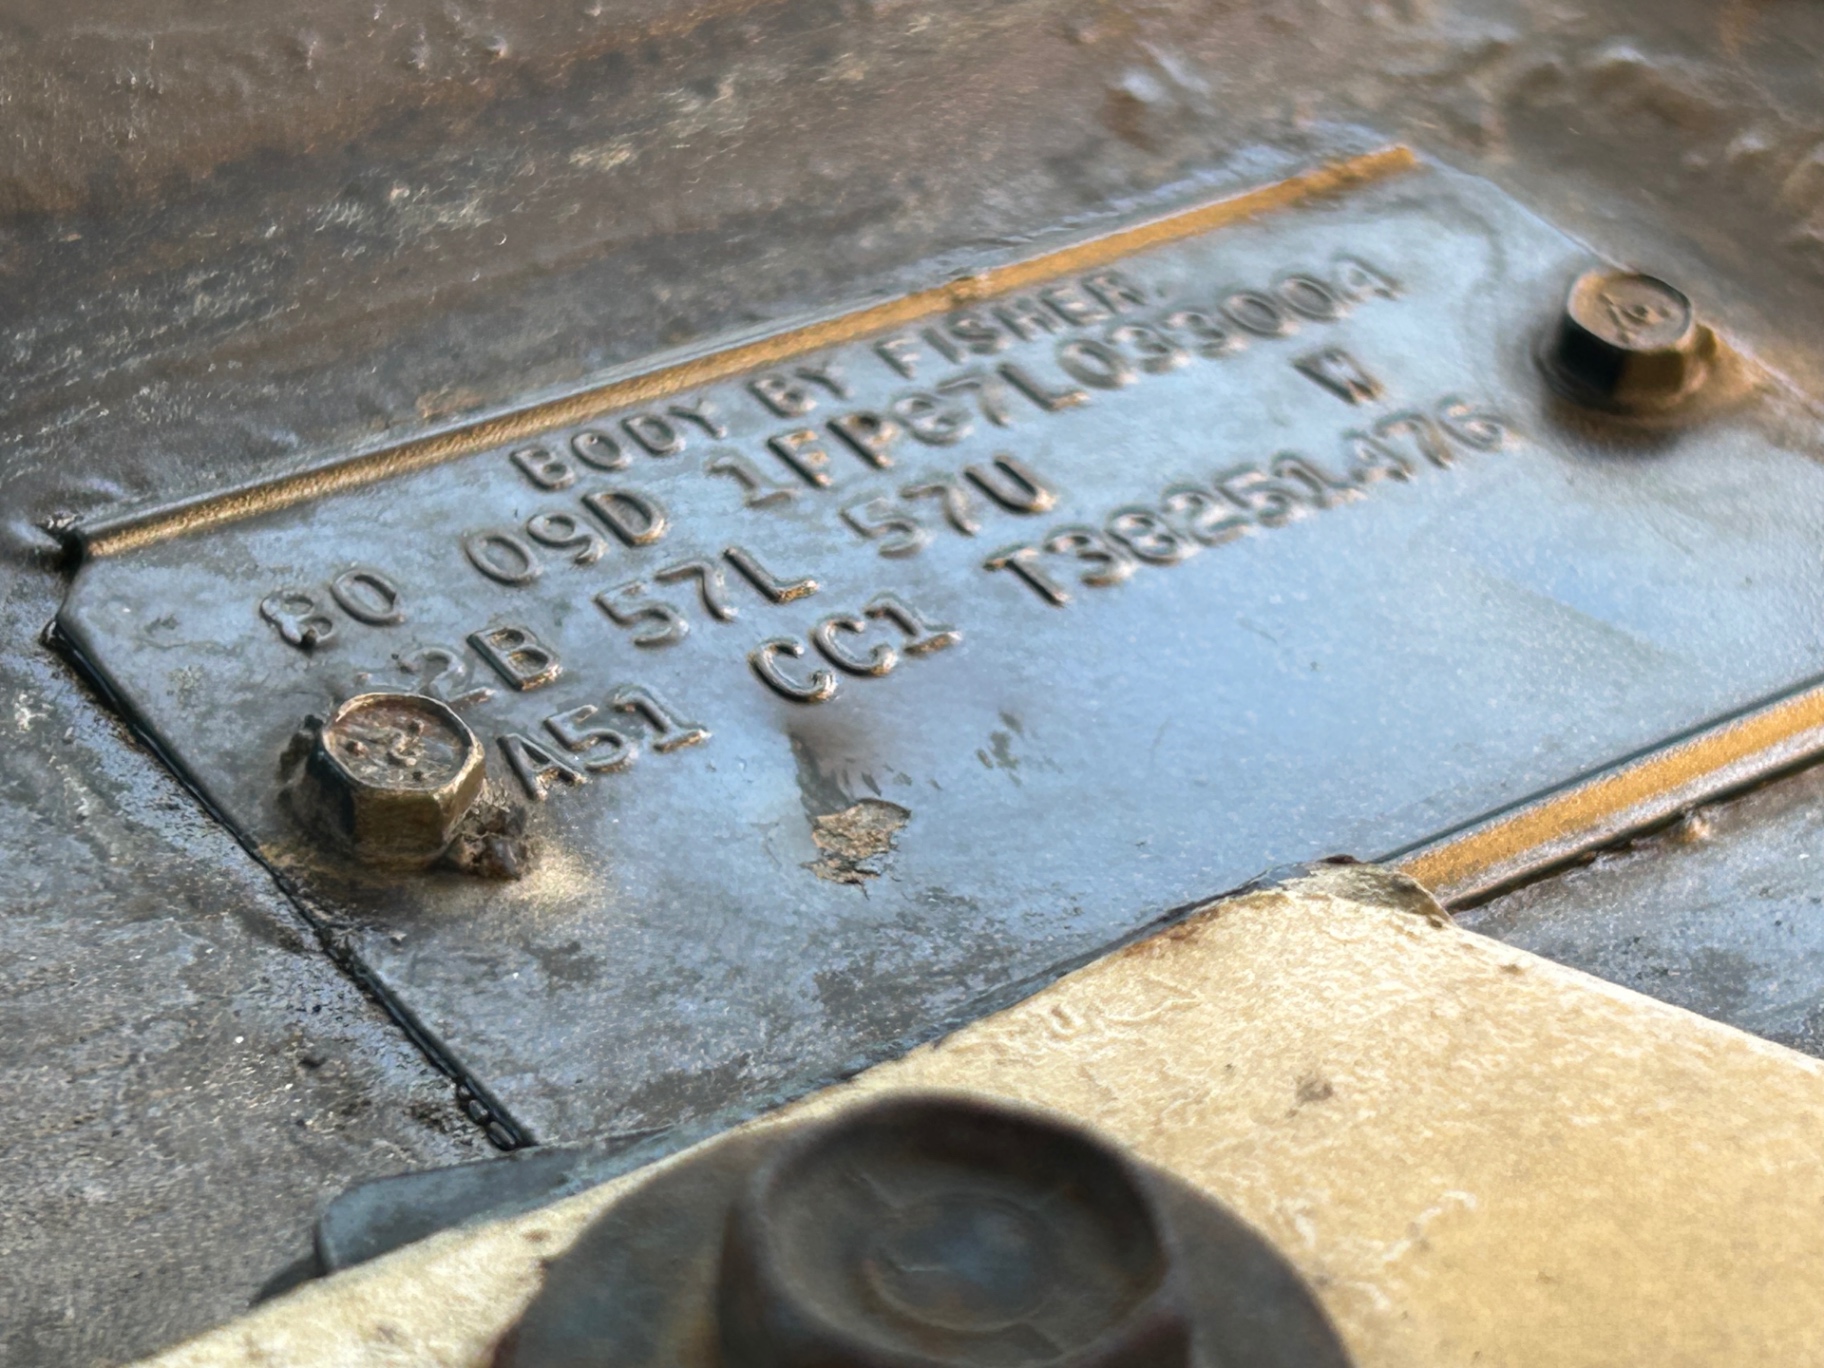 BODY BY FISHER
80 09D 1FP87L033004
2B 57L 57U W
A51 CC1 T38251476